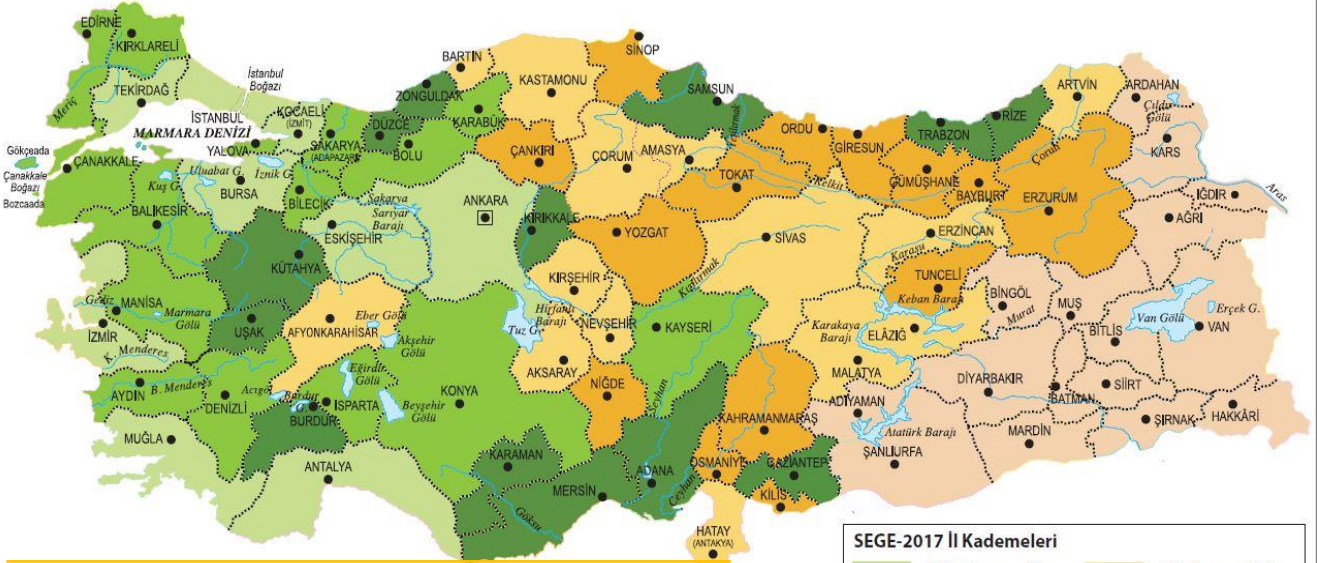 EDİRNE
KIRKLARELİ
TEKİRDAĞ
Meriç
İstanbul
Boğazı
İSTANBUL
MARMARA DENİZİ
KOCAELİ
(İZMİT)
YALOVA
SAKARYA
(ADAPAZARI)
Gökçeada
Çanakkale
Boğazı
Bozcaada
ÇANAKKALE
Uluabat G.
Kuş G.
İznik G.
BURSA
BİLECİK
BALIKESİR
DÜZCE
BOLU
ZONGULDAK
BARTIN
KARABÜK
KASTAMONU
SİNOP
SAMSUN
ÇANKIRI
ÇORUM
AMASYA
TOKAT
ORDU
GİRESUN
TRABZON
RİZE
ARTVİN
ARDAHAN
Çıldır
Gölü
KARS
Çoruh
Kelkit
GÜMÜŞHANE
BAYBURT
ERZURUM
IĞDIR
Aras
AĞRI
Sakarya
Sarıyar
Barajı
ANKARA
ESKİŞEHİR
KIRIKKALE
YOZGAT
SİVAS
ERZİNCAN
Karasu
TUNCELİ
Keban Barajı
BİNGÖL
Murat
MUŞ
Van Gölü
Erçek G.
VAN
BİTLİS
KÜTAHYA
Gediz
MANİSA
Marmara
Gölü
UŞAK
AFYONKARAHİSAR
Eber Gölü
Akşehir
Gölü
Tuz G.
Hirfanlı
Barajı
KIRŞEHİR
NEVŞEHİR
Kızılırmak
KAYSERİ
Karakaya
Barajı
ELÂZIĞ
MALATYA
İZMİR
K. Menderes
B. Menderes
AYDIN
DENİZLİ
Acıgöl
Burdur
G.
BURDUR
Eğirdir
Gölü
ISPARTA
Beyşehir
Gölü
KONYA
AKSARAY
NİĞDE
Seyhan
KAHRAMANMARAŞ
ADIYAMAN
DİYARBAKIR
BATMAN
SİİRT
ŞIRNAK
HAKKÂRİ
MARDİN
MUĞLA
ANTALYA
KARAMAN
MERSİN
Göksu
ADANA
Ceyhan
OSMANİYE
GAZİANTEP
KİLİS
Atatürk Barajı
ŞANLIURFA
HATAY
(ANTAKYA)
SEGE-2017 İl Kademeleri